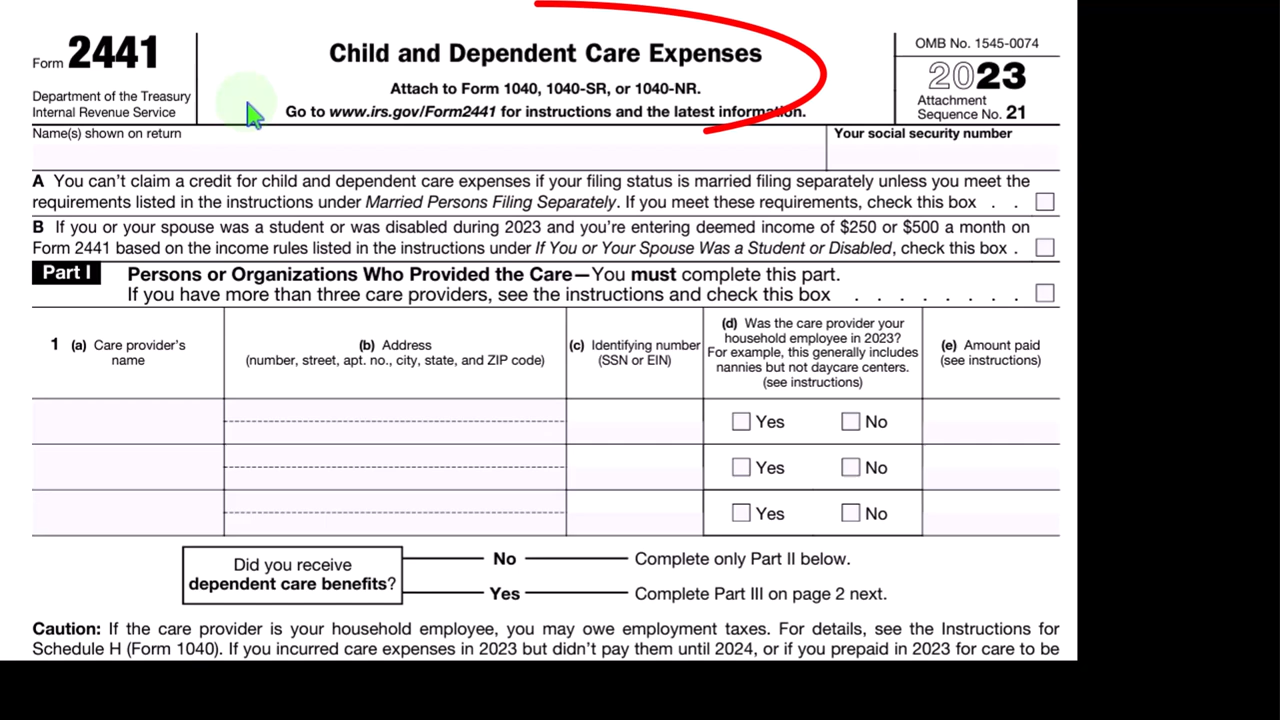 Form 2441
Department of the Treasury
Internal Revenue Service
Child and Dependent Care Expenses
Attach to Form 1040, 1040-SR, or 1040-NR.
Go to www.irs.gov/Form2441 for instructions and the latest information.
OMB No. 1545-0074
2023
Attachment
Sequence No. 21
Name(s) shown on return
Your social security number
A You can't claim a credit for child and dependent care expenses if your filing status is married filing separately unless you meet the
requirements listed in the instructions under Married Persons Filing Separately. If you meet these requirements, check this box . .
B If you or your spouse was a student or was disabled during 2023 and you're entering deemed income of $250 or $500 a month on
Form 2441 based on the income rules listed in the instructions under If You or Your Spouse Was a Student or Disabled, check this box .
Part I Persons or Organizations Who Provided the Care—You must complete this part.
If you have more than three care providers, see the instructions and check this box . . . . . . . .
1 (a) Care provider's
name
(b) Address
(number, street, apt. no., city, state, and ZIP code)
(c) Identifying number
(SSN or EIN)
(d) Was the care provider your
household employee in 2023?
For example, this generally includes
nannies but not daycare centers.
(see instructions)
(e) Amount paid
(see instructions)
Yes No
Yes No
Yes No
Did you receive
dependent care benefits?
No Complete only Part II below.
Yes Complete Part III on page 2 next.
Caution: If the care provider is your household employee, you may owe employment taxes. For details, see the Instructions for
Schedule H (Form 1040). If you incurred care expenses in 2023 but didn't pay them until 2024, or if you prepaid in 2023 for care to be